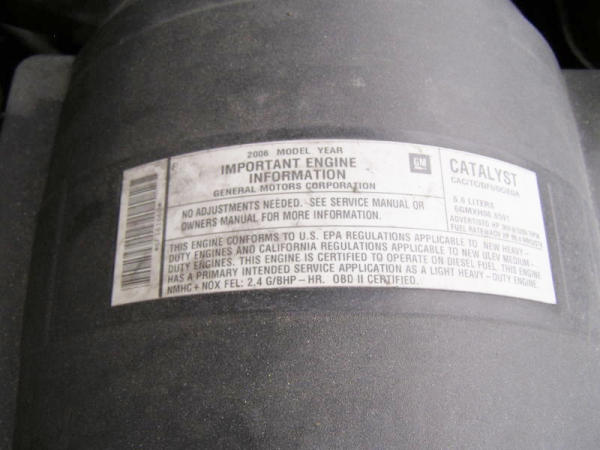 2006 MODEL YEAR
IMPORTANT ENGINE
INFORMATION
GENERAL MOTORS CORPORATION
GM
NO ADJUSTMENTS NEEDED. SEE SERVICE MANUAL OR
OWNERS MANUAL FOR MORE INFORMATION.
CATALYST
6.6 LITERS
THIS ENGINE CONFORMS TO U.S. EPA REGULATIONS APPLICABLE TO NEW HEAVY –
DUTY ENGINES AND CALIFORNIA REGULATIONS APPLICABLE TO NEW ULEV MEDIUM –
DUTY ENGINES. THIS ENGINE IS CERTIFIED TO OPERATE ON DIESEL FUEL. THIS ENGINE
HAS A PRIMARY INTENDED SERVICE APPLICATION AS A LIGHT HEAVY – DUTY ENGINE.
NMHC + NOX FEL: 2.4 G/BHP – HR. OBD II CERTIFIED.